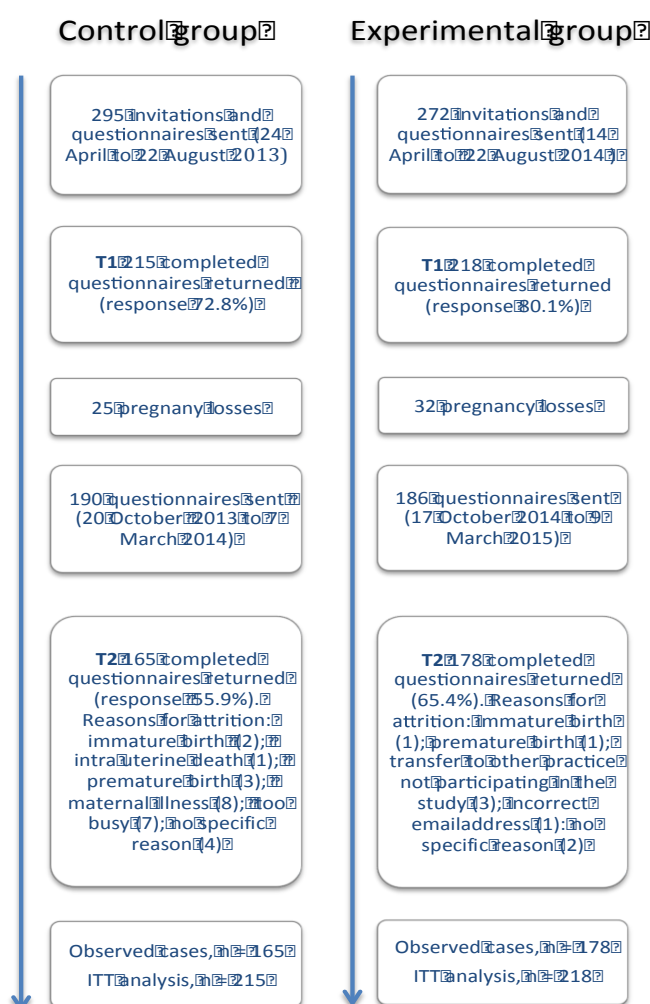 Control group
295 invitations and
questionnaires sent (24
April to 22 August 2013)
T1 215 completed
questionnaires returned
(response 72.8%)
25 pregnany losses
190 questionnaires sent
(20 October 2013 to 7
March 2014)
T2 165 completed
questionnaires returned
(response 55.9%).
Reasons for attrition:
immature birth (2);
intra uterine death (1);
premature birth (3);
maternal illness (8); too
busy (7); no specific
reason (4)
Observed cases, n = 165
ITT analysis, n = 215
Experimental group
272 invitations and
questionnaires sent (14
April to 22 August 2014 )
T1 218 completed
questionnaires returned
(response 80.1%)
32 pregnancy losses
186 questionnaires sent
(17 October 2014 to 9
March 2015)
T2 178 completed
questionnaires returned
(65.4%). Reasons for
attrition: immature birth
(1); premature birth (1);
transfer to other practice
not participating in the
study (3); incorrect
emailaddress (1): no
specific reason (2)
Observed cases, n = 178
ITT analysis, n = 218